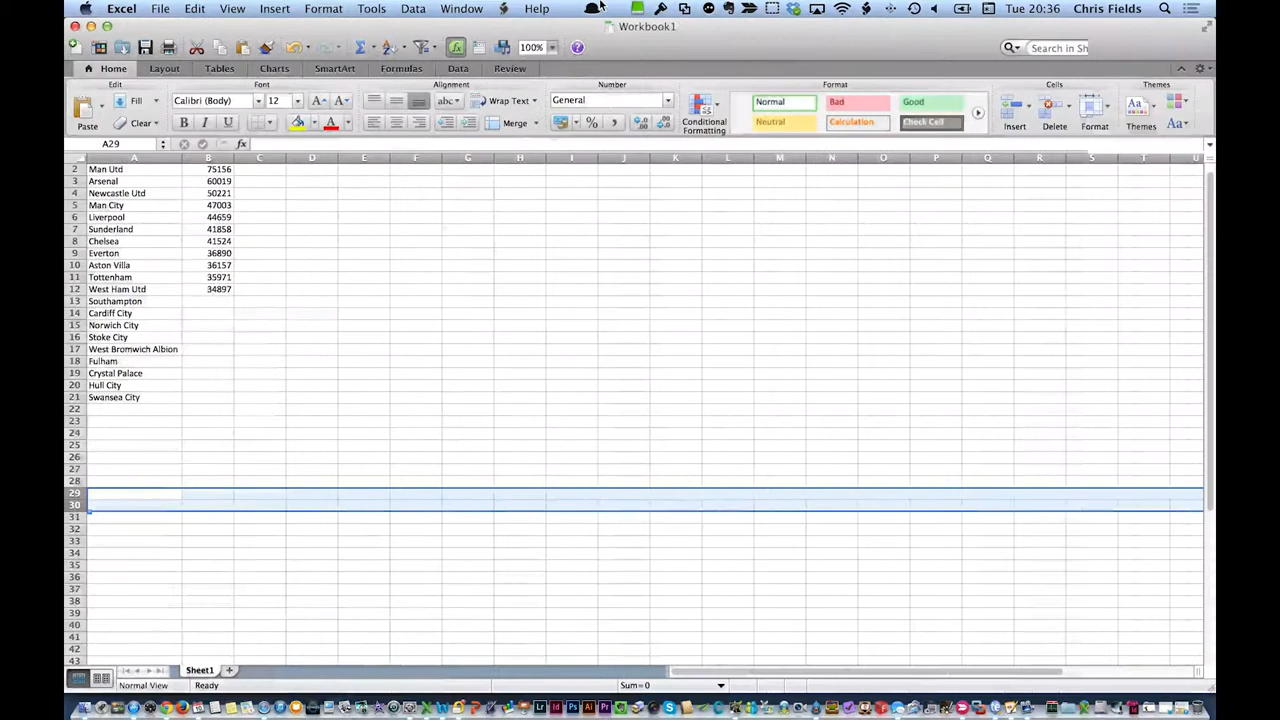 Excel File Edit View Insert Format Tools Data Window Help Tue 20:36 Chris Fields
Workbook1
100% Search in Sh
Home Layout Tables Charts SmartArt Formulas Data Review
Edit Font Alignment Number Format Cells Themes
Fill Calibri (Body) 12 abc Wrap Text General Normal Bad Good
Paste Clear B I U Merge % Conditional Formatting Neutral Calculation Check Cell Insert Delete Format Themes Aa
A29 fx
A B C D E F G H I J K L M N O P Q R S T U
2 Man Utd 75156
3 Arsenal 60019
4 Newcastle Utd 50221
5 Man City 47003
6 Liverpool 44659
7 Sunderland 41858
8 Chelsea 41524
9 Everton 36890
10 Aston Villa 36157
11 Tottenham 35971
12 West Ham Utd 34897
13 Southampton
14 Cardiff City
15 Norwich City
16 Stoke City
17 West Bromwich Albion
18 Fulham
19 Crystal Palace
20 Hull City
21 Swansea City
22
23
24
25
26
27
28
29
30
31
32
33
34
35
36
37
38
39
40
41
42
43
Sheet1
Normal View Ready Sum=0